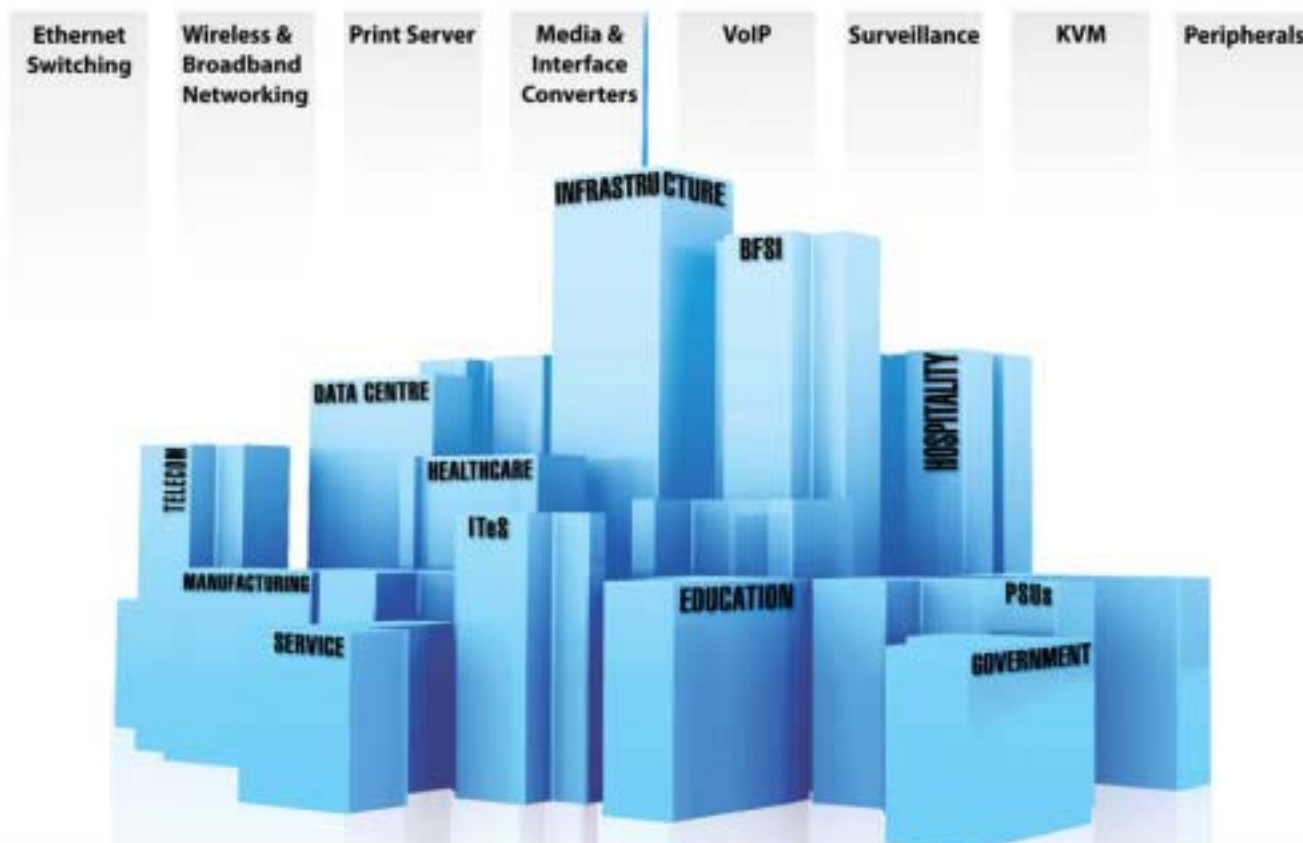 Ethernet
Switching
Wireless &
Broadband
Networking
Print Server
Media &
Interface
Converters
VoIP
Surveillance
KVM
Peripherals
INFRASTRUCTURE
BFSI
HOSPITALITY
DATA CENTRE
TELECOM
HEALTHCARE
ITeS
MANUFACTURING
EDUCATION
PSUs
SERVICE
GOVERNMENT